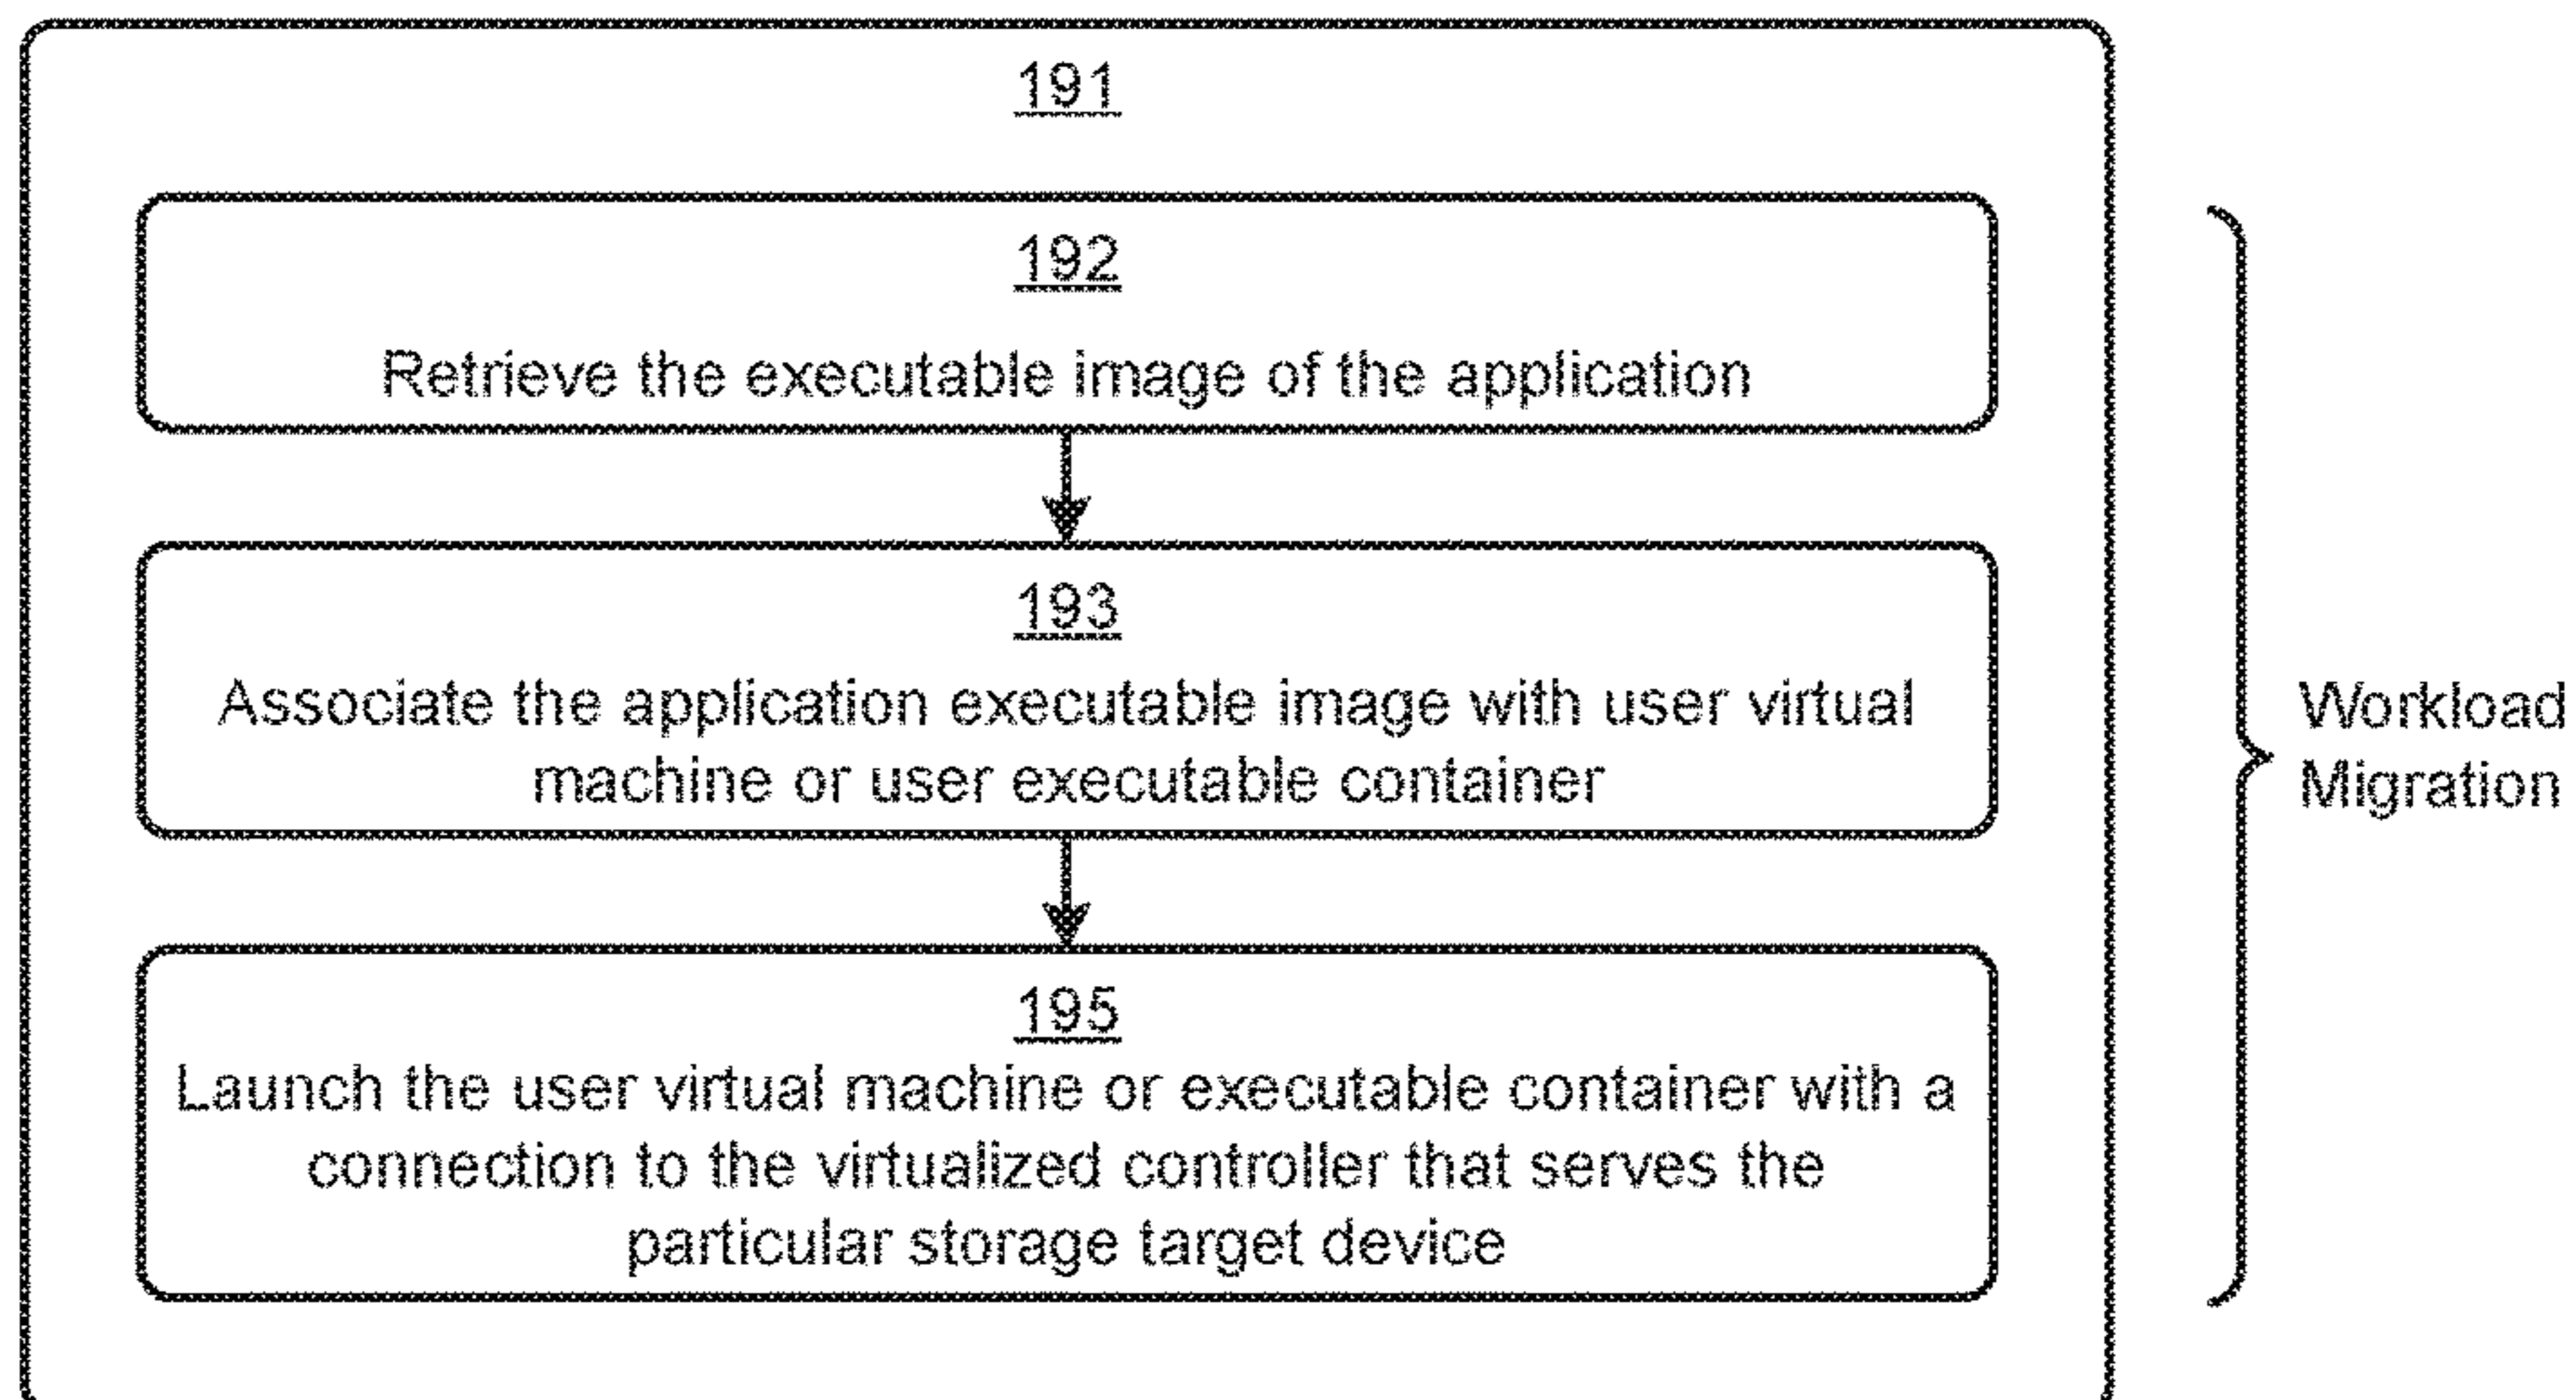 191
192
Retrieve the executable image of the application
193
Associate the application executable image with user virtual
machine or user executable container
195
Launch the user virtual machine or executable container with a
connection to the virtualized controller that serves the
particular storage target device
Workload
Migration